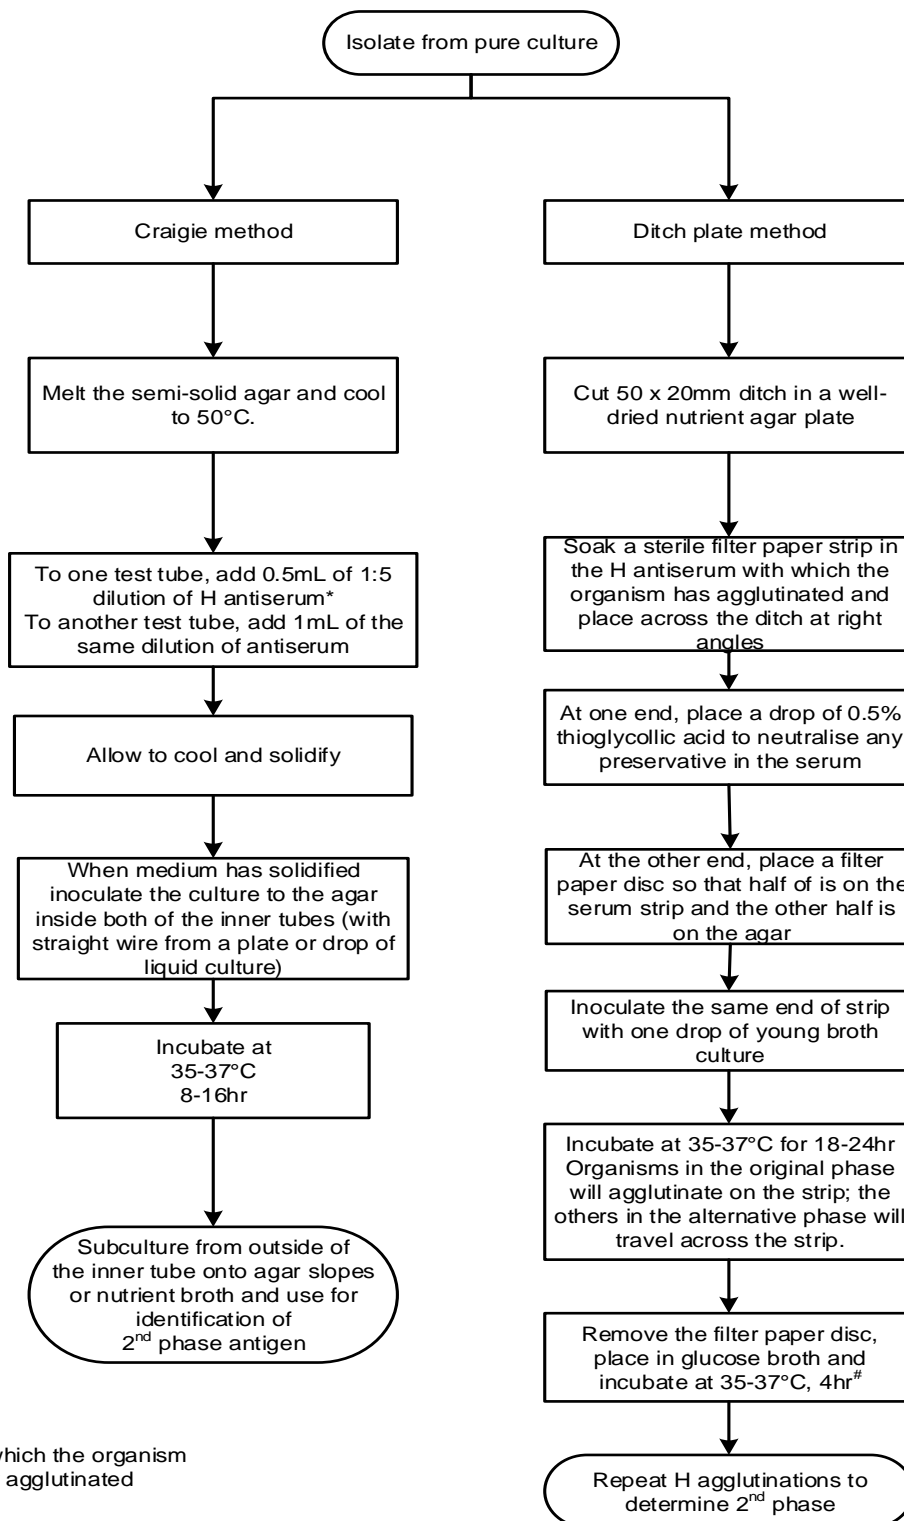 Isolate from pure culture
Craigie method
Melt the semi-solid agar and cool
to 50°C.
To one test tube, add 0.5mL of 1:5
dilution of H antiserum*
To another test tube, add 1mL of the
same dilution of antiserum
Allow to cool and solidify
When medium has solidified
inoculate the culture to the agar
inside both of the inner tubes (with
straight wire from a plate or drop of
liquid culture)
Incubate at
35-37°C
8-16hr
Subculture from outside of
the inner tube onto agar slopes
or nutrient broth and use for
identification of
2nd phase antigen
Ditch plate method
Cut 50 x 20mm ditch in a well-
dried nutrient agar plate
Soak a sterile filter paper strip in
the H antiserum with which the
organism has agglutinated and
place across the ditch at right
angles
At one end, place a drop of 0.5%
thioglycollic acid to neutralise any
preservative in the serum
At the other end, place a filter
paper disc so that half of is on the
serum strip and the other half is
on the agar
Inoculate the same end of strip
with one drop of young broth
culture
Incubate at 35-37°C for 18-24hr
Organisms in the original phase
will agglutinate on the strip; the
others in the alternative phase will
travel across the strip.
Remove the filter paper disc,
place in glucose broth and
incubate at 35-37°C, 4hr#
Repeat H agglutinations to
determine 2nd phase
which the organism
agglutinated